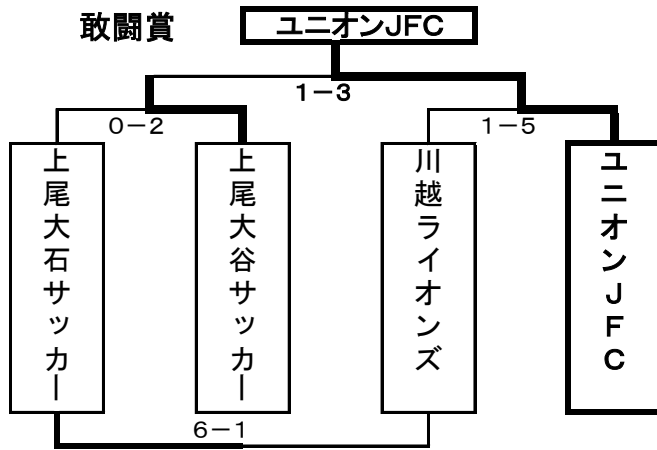 敢闘賞
ユニオンJFC
1－3
0－2
1－5
上尾大石サッカー
上尾大谷サッカー
川越ライオンズ
ユニオンJFC
6－1